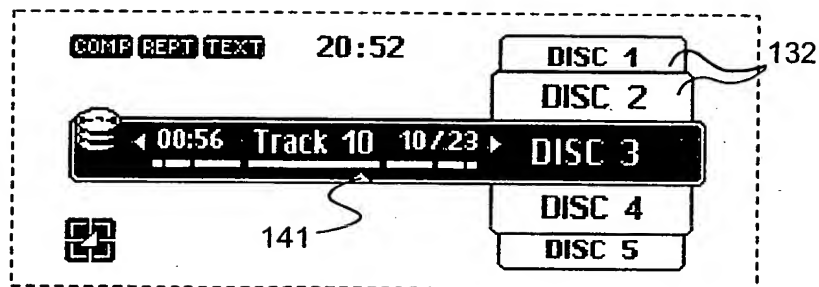 COMP REPT TEXT 20:52
DISC 1
132
DISC 2
00:56 Track 10 10/23 DISC 3
DISC 4
141
DISC 5